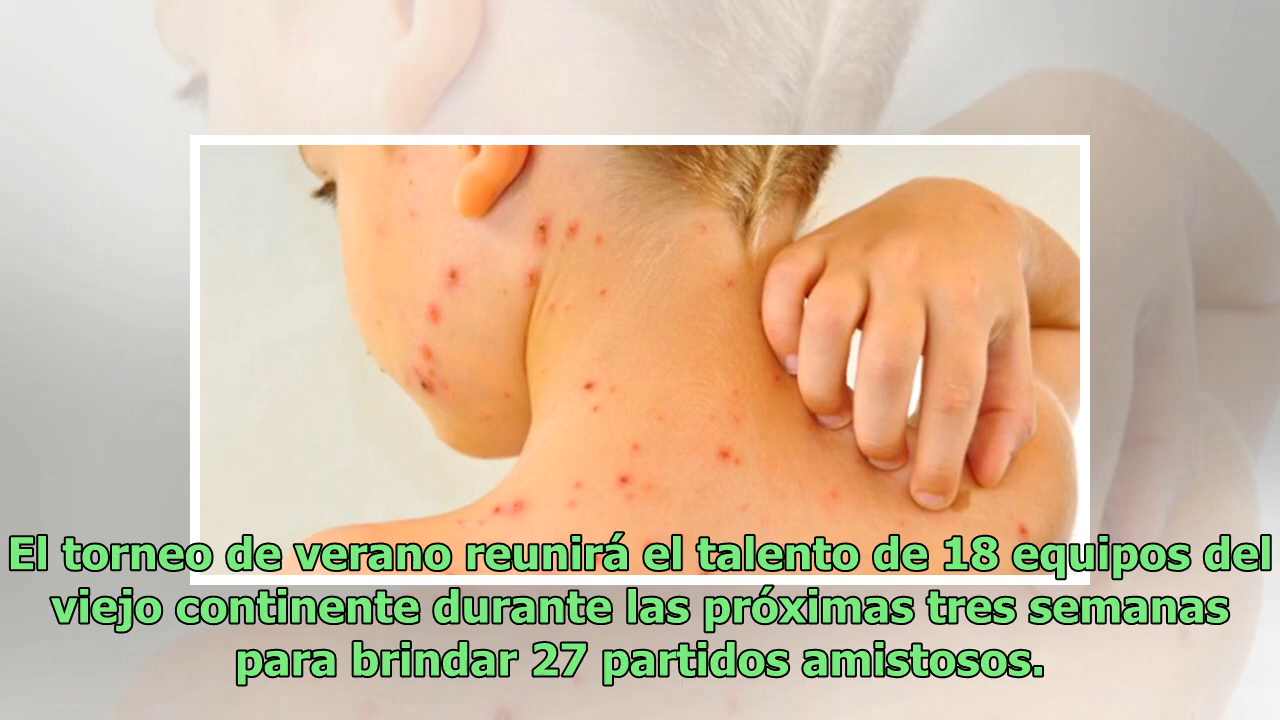 El torneo de verano reunirá el talento de 18 equipos del
viejo continente durante las próximas tres semanas
para brindar 27 partidos amistosos.